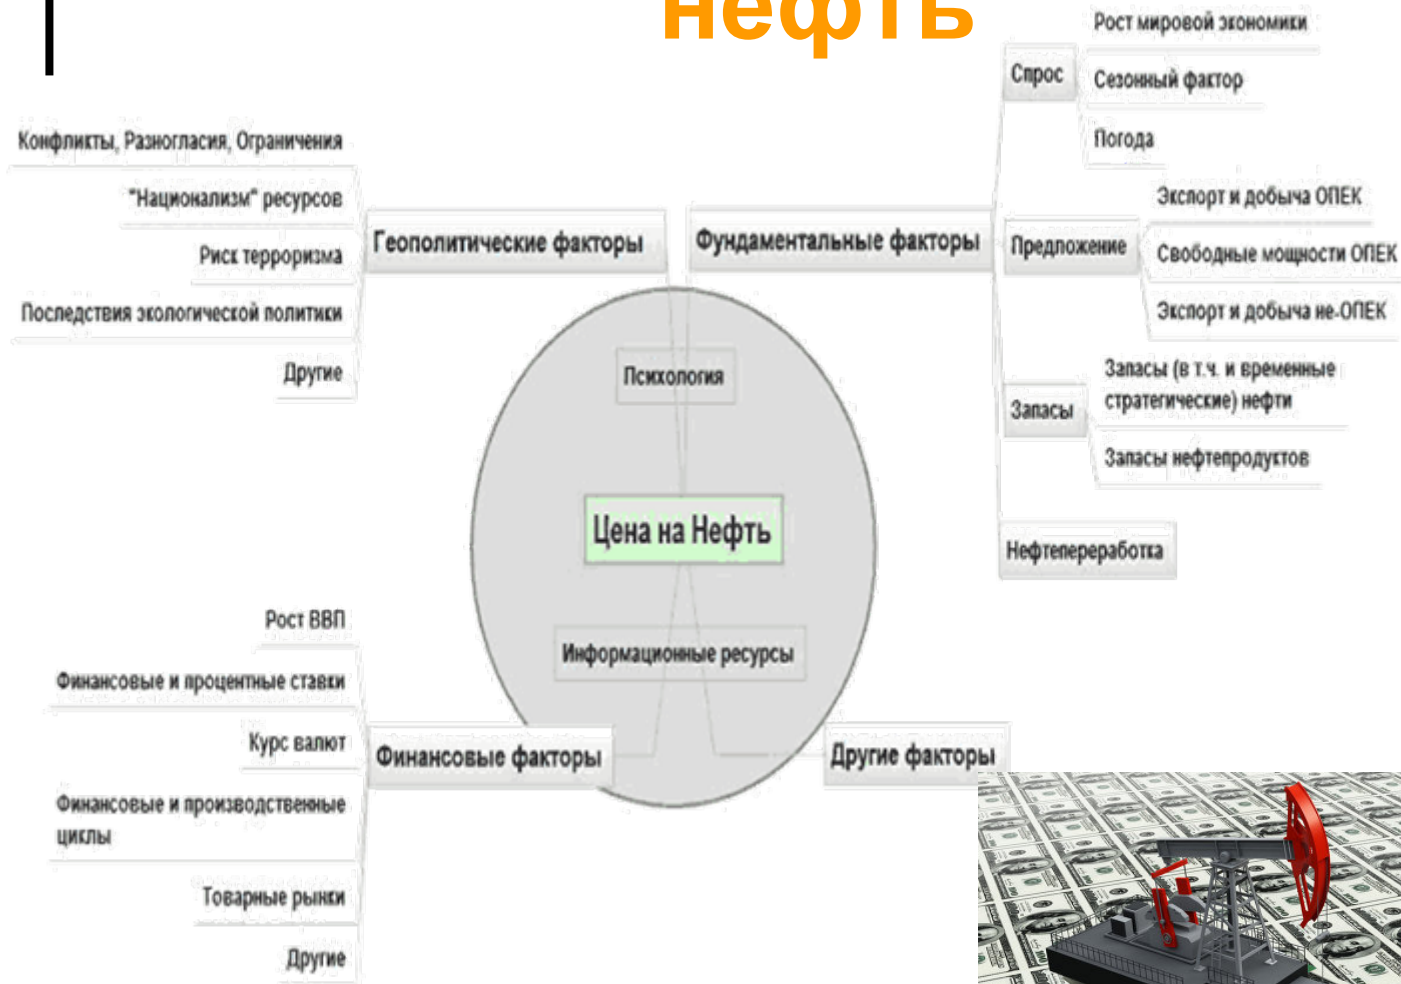 нефть
Рост мировой экономики
Спрос
Сезонный фактор
Погода
Конфликты, Разногласия, Ограничения
"Национализм" ресурсов
Риск терроризма
Последствия экологической политики
Другие
Геополитические факторы
Фундаментальные факторы
Экспорт и добыча ОПЕК
Предложение
Свободные мощности ОПЕК
Экспорт и добыча не-ОПЕК
Запасы (в т.ч. и временные
стратегические) нефти
Запасы
Запасы нефтепродуктов
Нефтепереработка
Психология
Цена на Нефть
Информационные ресурсы
Рост ВВП
Финансовые и процентные ставки
Курс валют
Финансовые и производственные
циклы
Товарные рынки
Другие
Финансовые факторы
Другие факторы